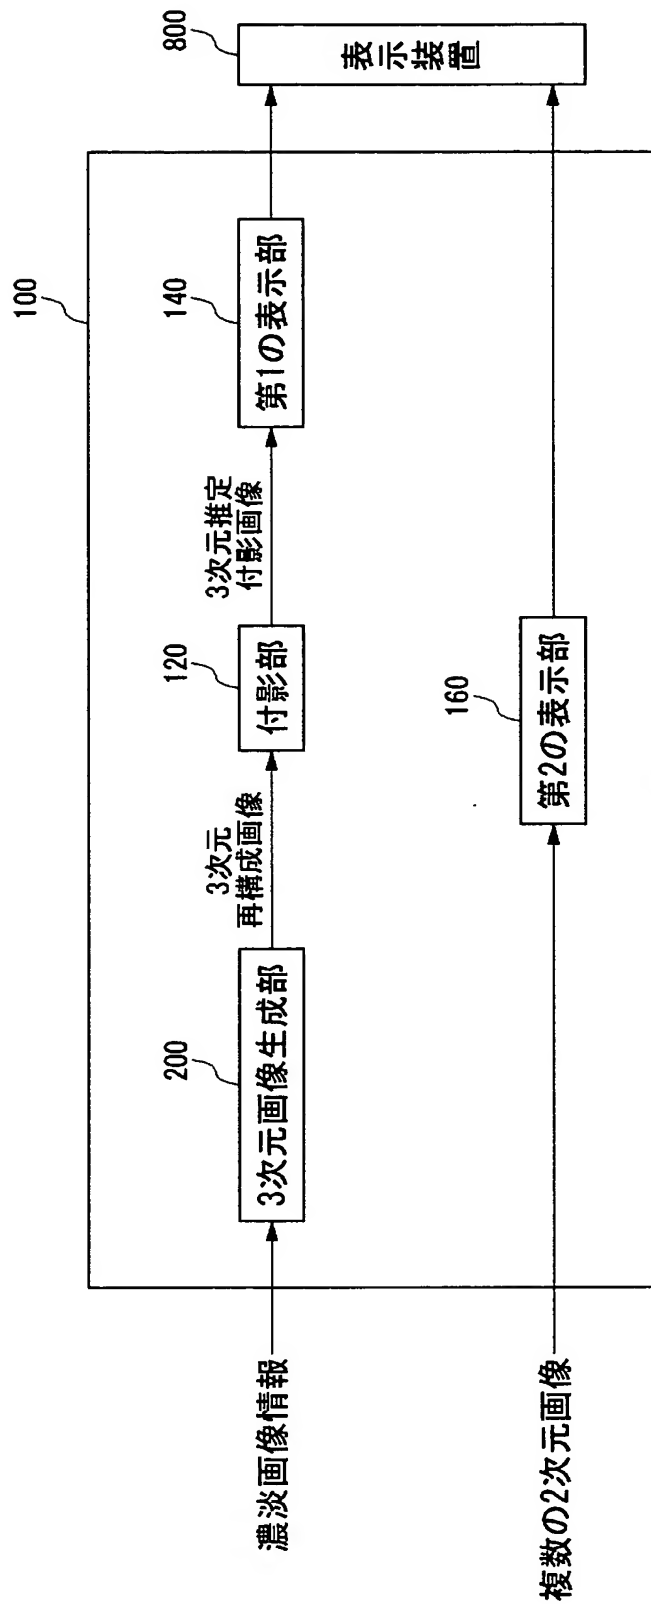 100
200
120
140
800
濃淡画像情報
3次元画像生成部
3次元
再構成画像
付影部
3次元推定
付影画像
第1の表示部
表示装置
160
複数の2次元画像
第2の表示部